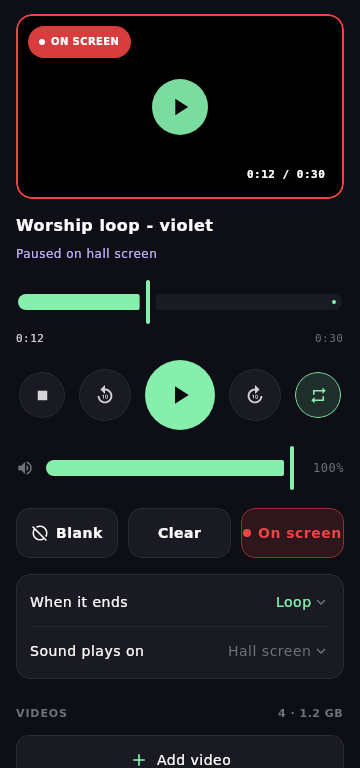 ON SCREEN
0:12 / 0:30
Worship loop - violet
Paused on hall screen
0:12 0:30
10 10
100%
Blank Clear On screen
When it ends Loop
Sound plays on Hall screen
VIDEOS 4 · 1.2 GB
Add video